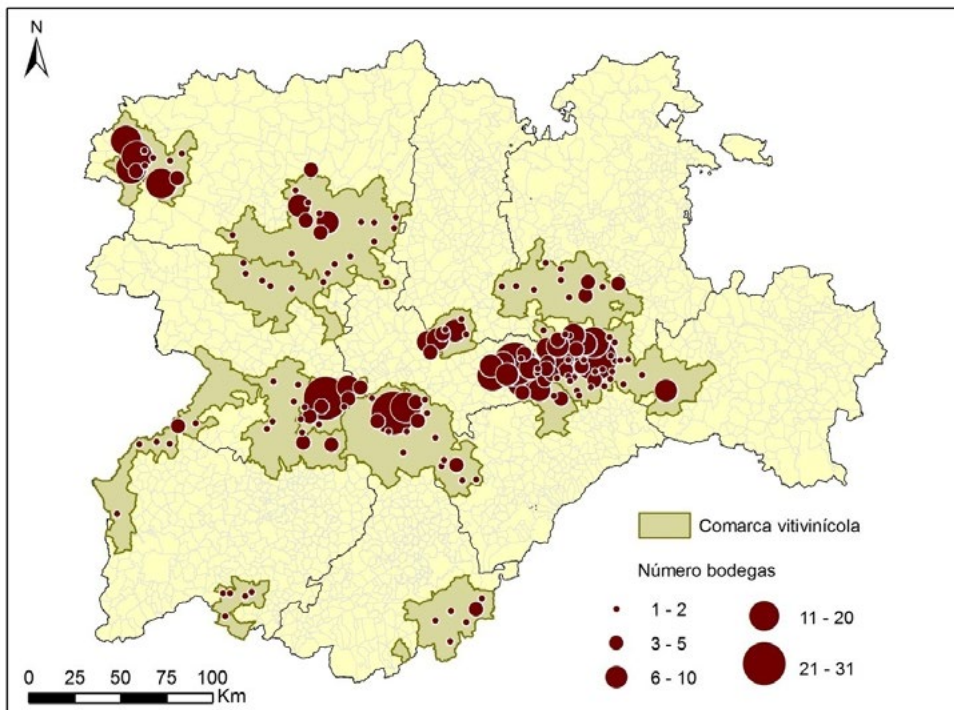 N
Comarca vitivinícola
Número bodegas
1 - 2
3 - 5
6 - 10
11 - 20
21 - 31
0 25 50 75 100
Km